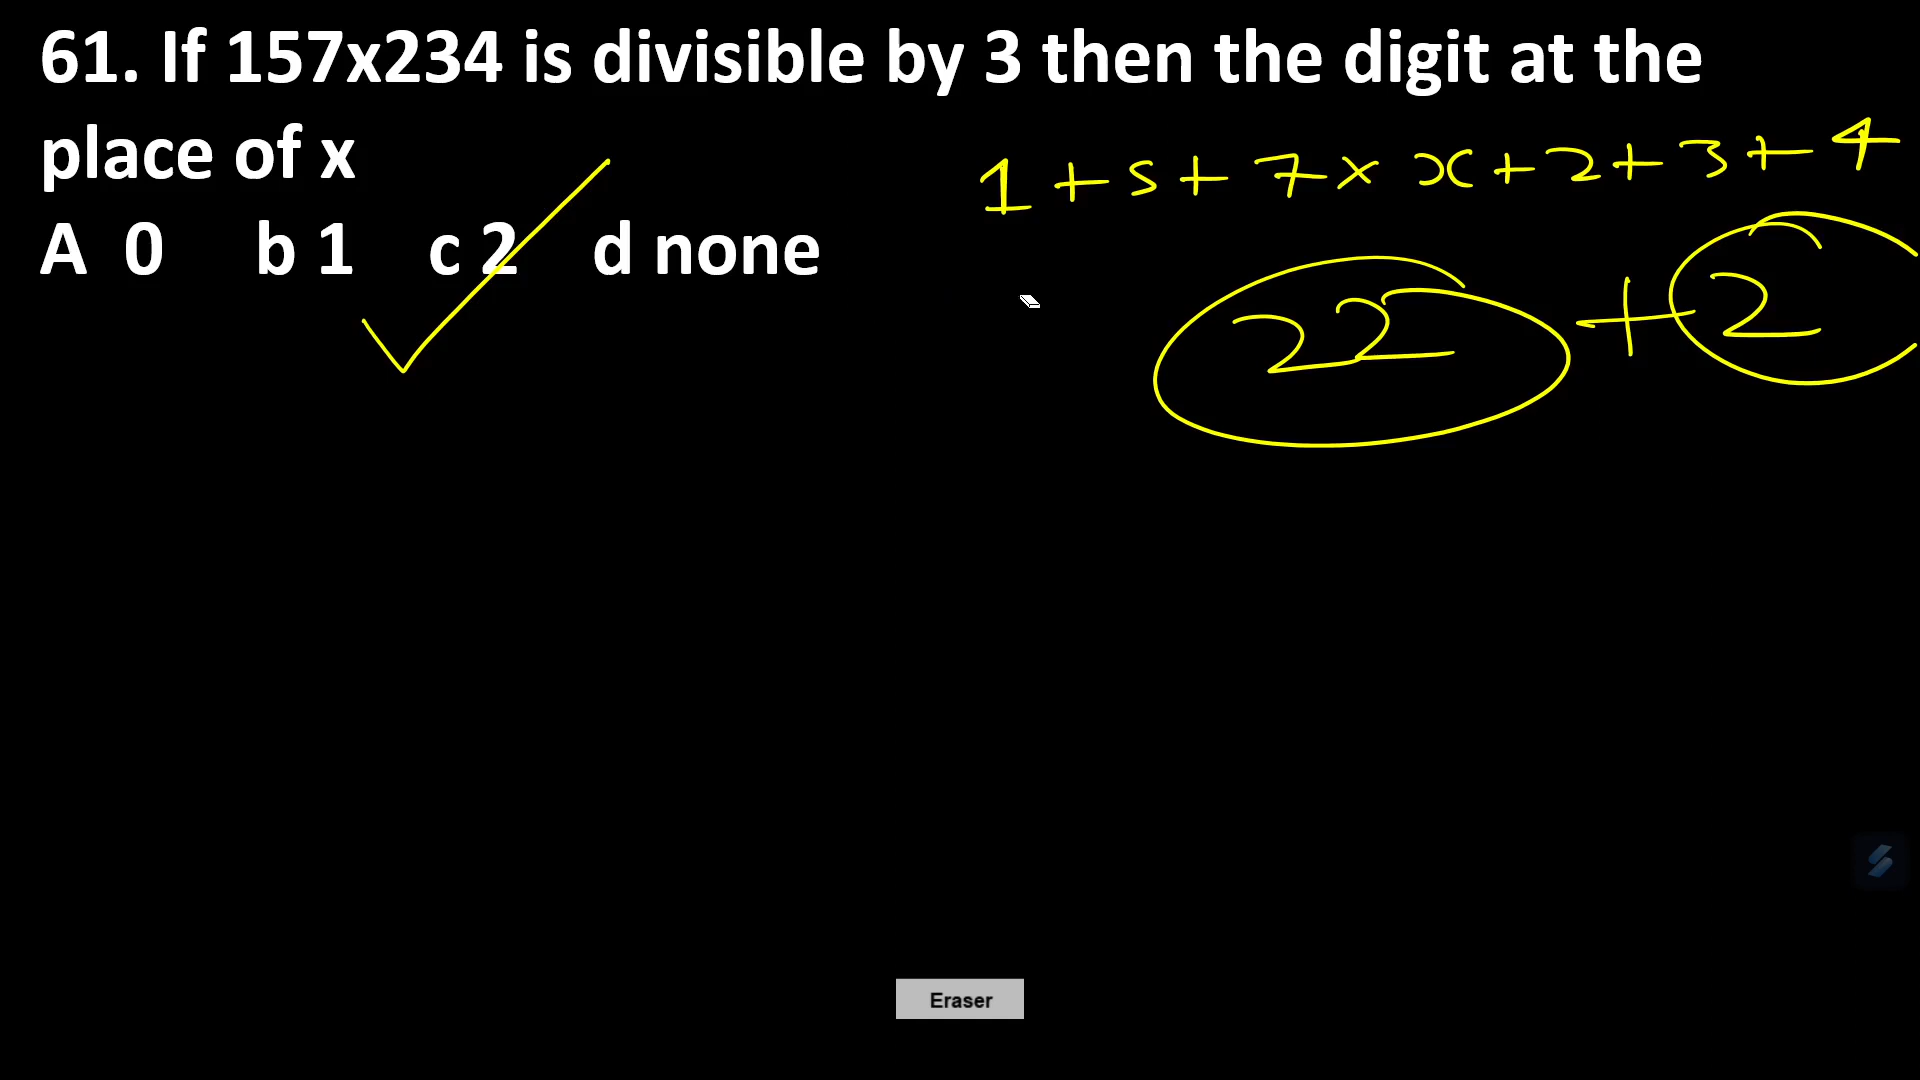 61. If 157x234 is divisible by 3 then the digit at the
place of x
1 + 5 + 7 x x + 2 + 3 + 4
A 0 b 1 c 2 d none
22 + 2
Eraser